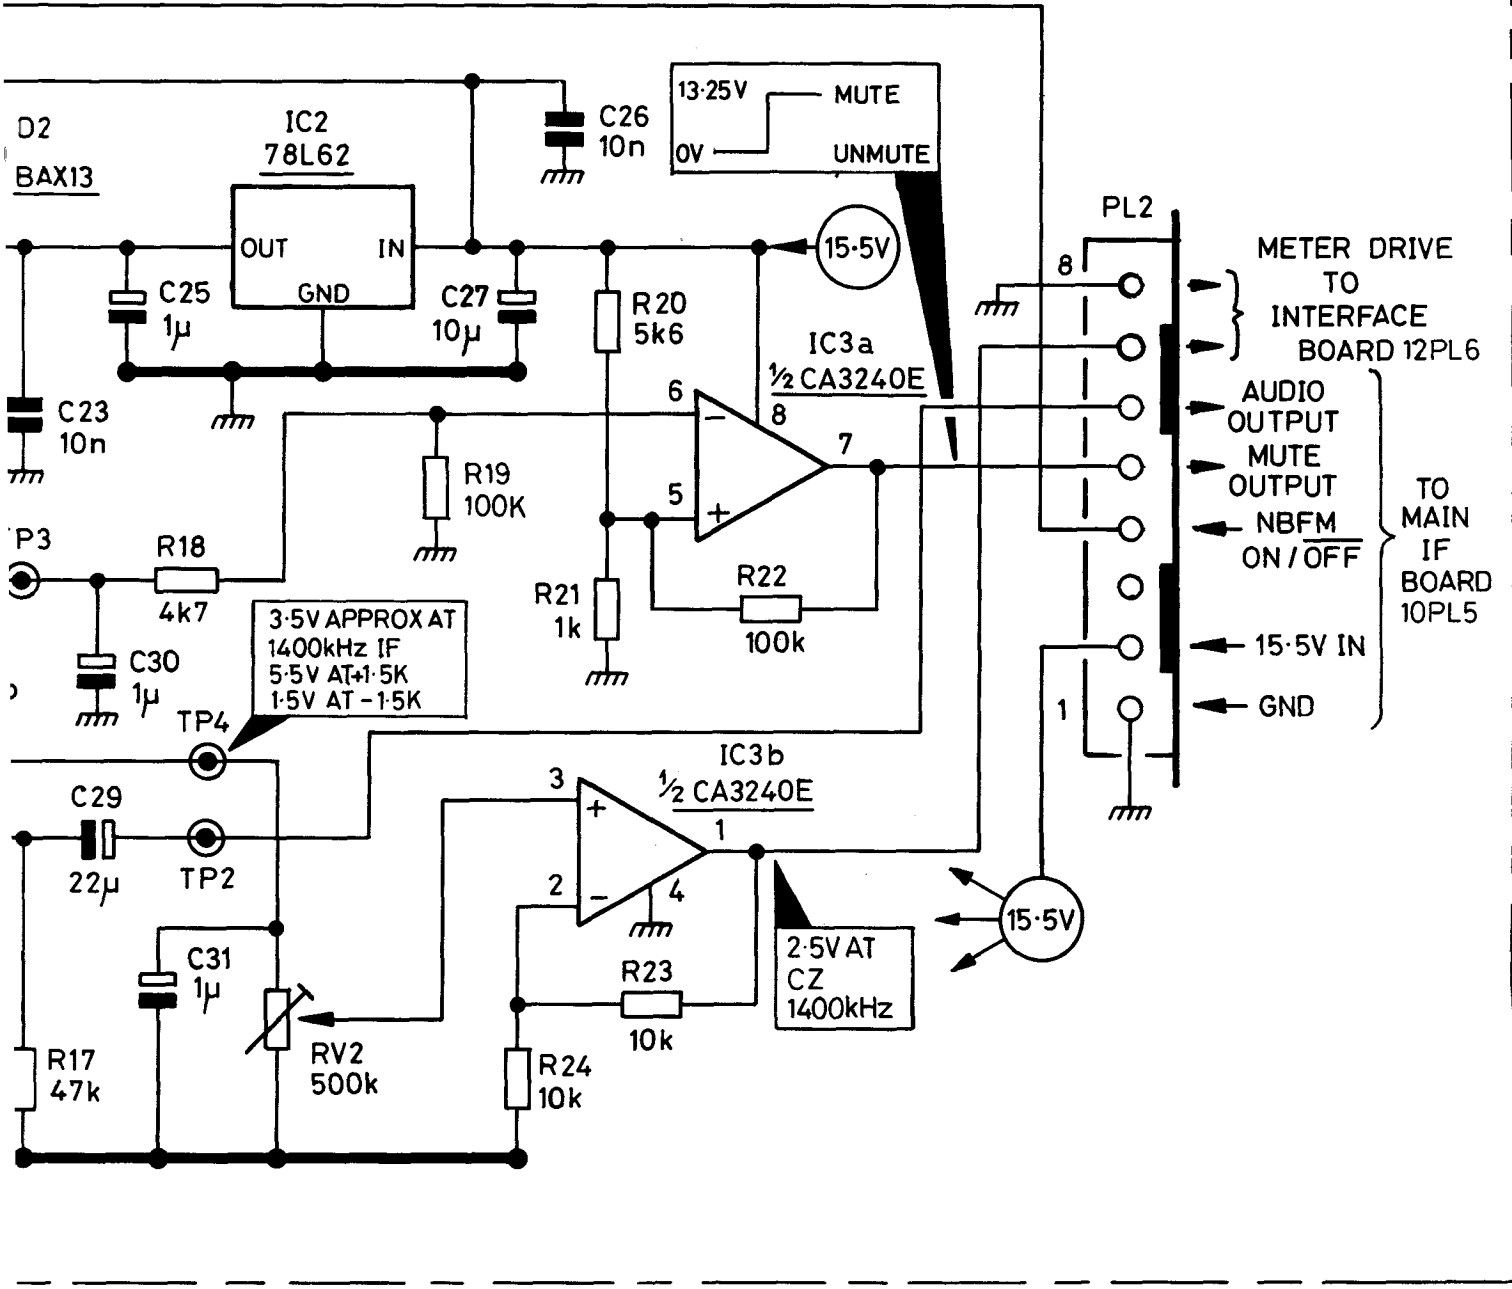 D2
BAX13
IC2
78L62
OUT
IN
GND
C25
1µ
C27
10µ
C26
10n
13·25V
MUTE
0V
UNMUTE
15·5V
R20
5k6
IC3a
½ CA3240E
6
−
8
7
5
+
C23
10n
R19
100K
TP3
R18
4k7
C30
1µ
R21
1k
R22
100k
3·5V APPROX AT
1400kHz IF
5·5V AT+1·5K
1·5V AT −1·5K
TP4
C29
22µ
TP2
C31
1µ
R17
47k
RV2
500k
IC3b
½ CA3240E
3
+
1
2
−
4
R23
10k
R24
10k
2·5V AT
CZ
1400kHz
15·5V
PL2
8
1
METER DRIVE
TO
INTERFACE
BOARD 12PL6
AUDIO
OUTPUT
MUTE
OUTPUT
NBFM
ON/OFF
15·5V IN
GND
TO
MAIN
IF
BOARD
10PL5